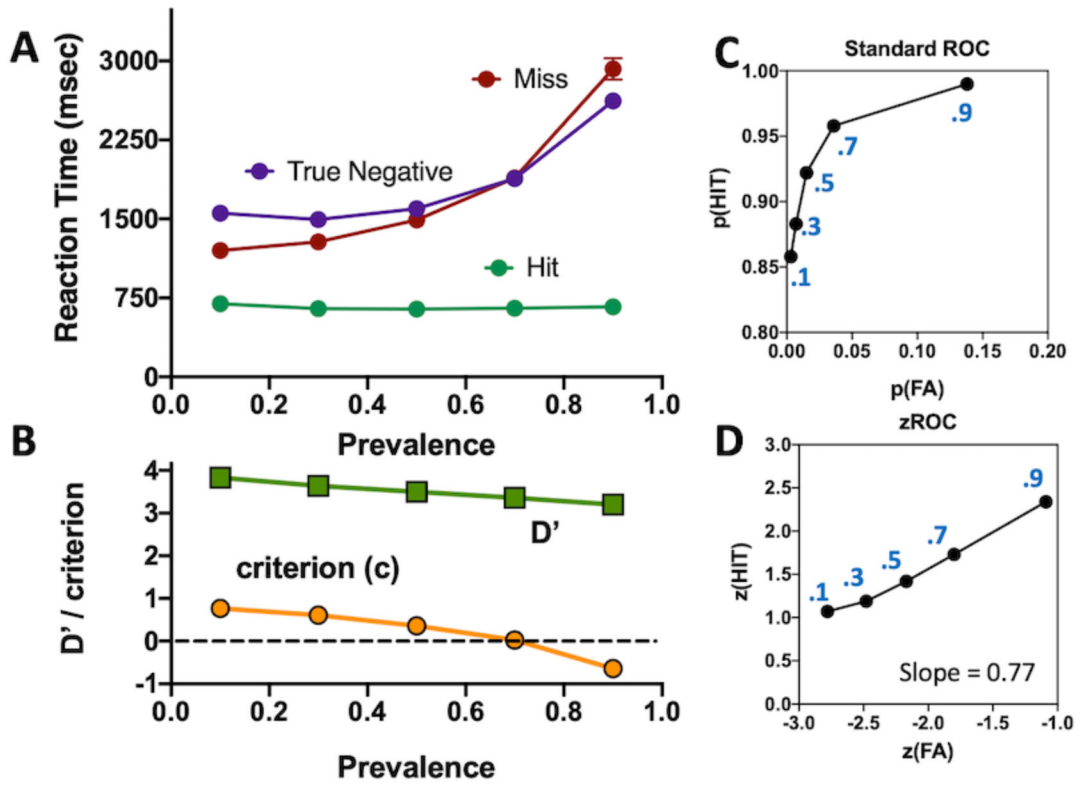 A
Reaction Time (msec)
3000
2250
1500
750
0
Miss
True Negative
Hit
0.0 0.2 0.4 0.6 0.8 1.0
Prevalence
B
D’ / criterion
4
3
2
1
0
-1
D’
criterion (c)
0.0 0.2 0.4 0.6 0.8 1.0
Prevalence
C
Standard ROC
p(HIT)
1.00
0.95
0.90
0.85
0.80
.9
.7
.5
.3
.1
0.00 0.05 0.10 0.15 0.20
p(FA)
D
zROC
z(HIT)
3.0
2.5
2.0
1.5
1.0
0.5
0.0
.9
.7
.5
.3
.1
Slope = 0.77
-3.0 -2.5 -2.0 -1.5 -1.0
z(FA)